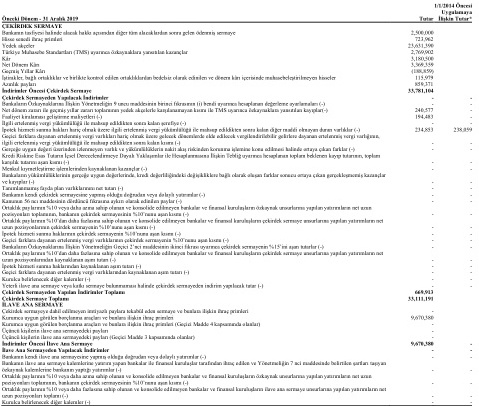 1/1/2014 Öncesi
Uygulamaya
Önceki Dönem - 31 Aralık 2019 Tutar İlişkin Tutar*
ÇEKİRDEK SERMAYE
Bankanın tasfiyesi halinde alacak hakkı açısından diğer tüm alacaklardan sonra gelen ödenmiş sermaye 2,500,000
Hisse senedi ihraç primleri 723,962
Yedek akçeler 23,631,390
Türkiye Muhasebe Standartları (TMS) uyarınca özkaynaklara yansıtılan kazançlar 2,769,902
Kâr 3,180,500
Net Dönem Kârı 3,369,359
Geçmiş Yıllar Kârı (188,859)
İştirakler, bağlı ortaklıklar ve birlikte kontrol edilen ortaklıklardan bedelsiz olarak edinilen ve dönem kârı içerisinde muhasebeleştirilmeyen hisseler 115,979
Azınlık payları 859,371
İndirimler Öncesi Çekirdek Sermaye 33,781,104
Çekirdek Sermayeden Yapılacak İndirimler
Bankaların Özkaynaklarına İlişkin Yönetmeliğin 9 uncu maddesinin birinci fıkrasının (i) bendi uyarınca hesaplanan değerleme ayarlamaları (-) -
Net dönem zararı ile geçmiş yıllar zararı toplamının yedek akçelerle karşılanamayan kısmı ile TMS uyarınca özkaynaklara yansıtılan kayıplar(-) 240,577 -
Faaliyet kiralaması geliştirme maliyetleri (-) 194,483 -
İlgili ertelenmiş vergi yükümlülüğü ile mahsup edildikten sonra kalan şerefiye (-) - -
İpotek hizmeti sunma hakları hariç olmak üzere ilgili ertelenmiş vergi yükümlülüğü ile mahsup edildikten sonra kalan diğer maddi olmayan duran varlıklar (-) 234,853 238,059
Geçici farklara dayanan ertelenmiş vergi varlıkları hariç olmak üzere gelecek dönemlerde elde edilecek vergilendirilebilir gelirlere dayanan ertelenmiş vergi varlığının,
ilgili ertelenmiş vergi yükümlülüğü ile mahsup edildikten sonra kalan kısmı (-) - -
Gerçeğe uygun değeri üzerinden izlenmeyen varlık ve yükümlülüklerin nakit akış riskinden korunma işlemine konu edilmesi halinde ortaya çıkan farklar (-) - -
Kredi Riskine Esas Tutarın İçsel Derecelendirmeye Dayalı Yaklaşımlar ile Hesaplanmasına İlişkin Tebliğ uyarınca hesaplanan toplam beklenen kayıp tutarının, toplam
karşılık tutarını aşan kısmı (-) - -
Menkul kıymetleştirme işlemlerinden kaynaklanan kazançlar (-) - -
Bankanın yükümlülüklerinin gerçeğe uygun değerlerinde, kredi değerliliğindeki değişikliklere bağlı olarak oluşan farklar sonucu ortaya çıkan gerçekleşmemiş kazançlar
ve kayıplar (-) - -
Tanımlanmış fayda plan varlıklarının net tutarı (-) - -
Bankanın kendi çekirdek sermayesine yapmış olduğu doğrudan veya dolaylı yatırımlar (-) - -
Kanunun 56 ncı maddesinin dördüncü fıkrasına aykırı olarak edinilen paylar (-) - -
Ortaklık paylarının %10 veya daha azına sahip olunan ve konsolide edilmeyen bankalar ve finansal kuruluşların özkaynak unsurlarına yapılan yatırımların net uzun
pozisyonları toplamının, bankanın çekirdek sermayesinin %10'nunu aşan kısmı (-) - -
Ortaklık paylarının %10'dan daha fazlasına sahip olunan ve konsolide edilmeyen bankalar ve finansal kuruluşların çekirdek sermaye unsurlarına yapılan yatırımların net
uzun pozisyonlarının çekirdek sermayenin %10'nunu aşan kısmı (-) - -
İpotek hizmeti sunma haklarının çekirdek sermayenin %10'nunu aşan kısmı (-) - -
Geçici farklara dayanan ertelenmiş vergi varlıklarının çekirdek sermayenin %10'nunu aşan kısmı (-) - -
Bankaların Özkaynaklarına İlişkin Yönetmeliğin Geçici 2'nci maddesinin ikinci fıkrası uyarınca çekirdek sermayenin %15'ini aşan tutarlar (-) - -
Ortaklık paylarının %10'dan daha fazlasına sahip olunan ve konsolide edilmeyen bankalar ve finansal kuruluşların çekirdek sermaye unsurlarına yapılan yatırımların net
uzun pozisyonlarından kaynaklanan aşım tutarı (-) - -
İpotek hizmeti sunma haklarından kaynaklanan aşım tutarı (-) - -
Geçici farklara dayanan ertelenmiş vergi varlıklarından kaynaklanan aşım tutarı (-) - -
Kurulca belirlenecek diğer kalemler (-) - -
Yeterli ilave ana sermaye veya katkı sermaye bulunmaması halinde çekirdek sermayeden indirim yapılacak tutar (-) - -
Çekirdek Sermayeden Yapılan İndirimler Toplamı 669,913
Çekirdek Sermaye Toplamı 33,111,191
İLAVE ANA SERMAYE
Çekirdek sermayeye dahil edilmeyen imtiyazlı paylara tekabül eden sermaye ve bunlara ilişkin ihraç primleri -
Kurumca uygun görülen borçlanma araçları ve bunlara ilişkin ihraç primleri 9,670,380
Kurumca uygun görülen borçlanma araçları ve bunlara ilişkin ihraç primleri (Geçici Madde 4 kapsamında olanlar) -
Üçüncü kişilerin ilave ana sermayedeki payları -
Üçüncü kişilerin ilave ana sermayedeki payları (Geçici Madde 3 kapsamında olanlar) -
İndirimler Öncesi İlave Ana Sermaye 9,670,380
İlave Ana Sermayeden Yapılacak İndirimler
Bankanın kendi ilave ana sermayesine yapmış olduğu doğrudan veya dolaylı yatırımlar (-) - -
Bankanın ilave ana sermaye kalemlerine yatırım yapan bankalar ile finansal kuruluşlar tarafından ihraç edilen ve Yönetmeliğin 7 nci maddesinde belirtilen şartları taşıyan
özkaynak kalemlerine bankanın yaptığı yatırımlar (-) - -
Ortaklık paylarının %10 veya daha azına sahip olunan ve konsolide edilmeyen bankalar ve finansal kuruluşların özkaynak unsurlarına yapılan yatırımların net uzun
pozisyonları toplamının, bankanın çekirdek sermayesinin %10'nunu aşan kısmı (-) - -
Ortaklık paylarının %10 veya daha fazlasına sahip olunan ve konsolide edilmeyen bankalar ve finansal kuruluşların ilave ana sermaye unsurlarına yapılan yatırımların net
uzun pozisyonları toplamı (-) - -
Kurulca belirlenecek diğer kalemler (-) - -